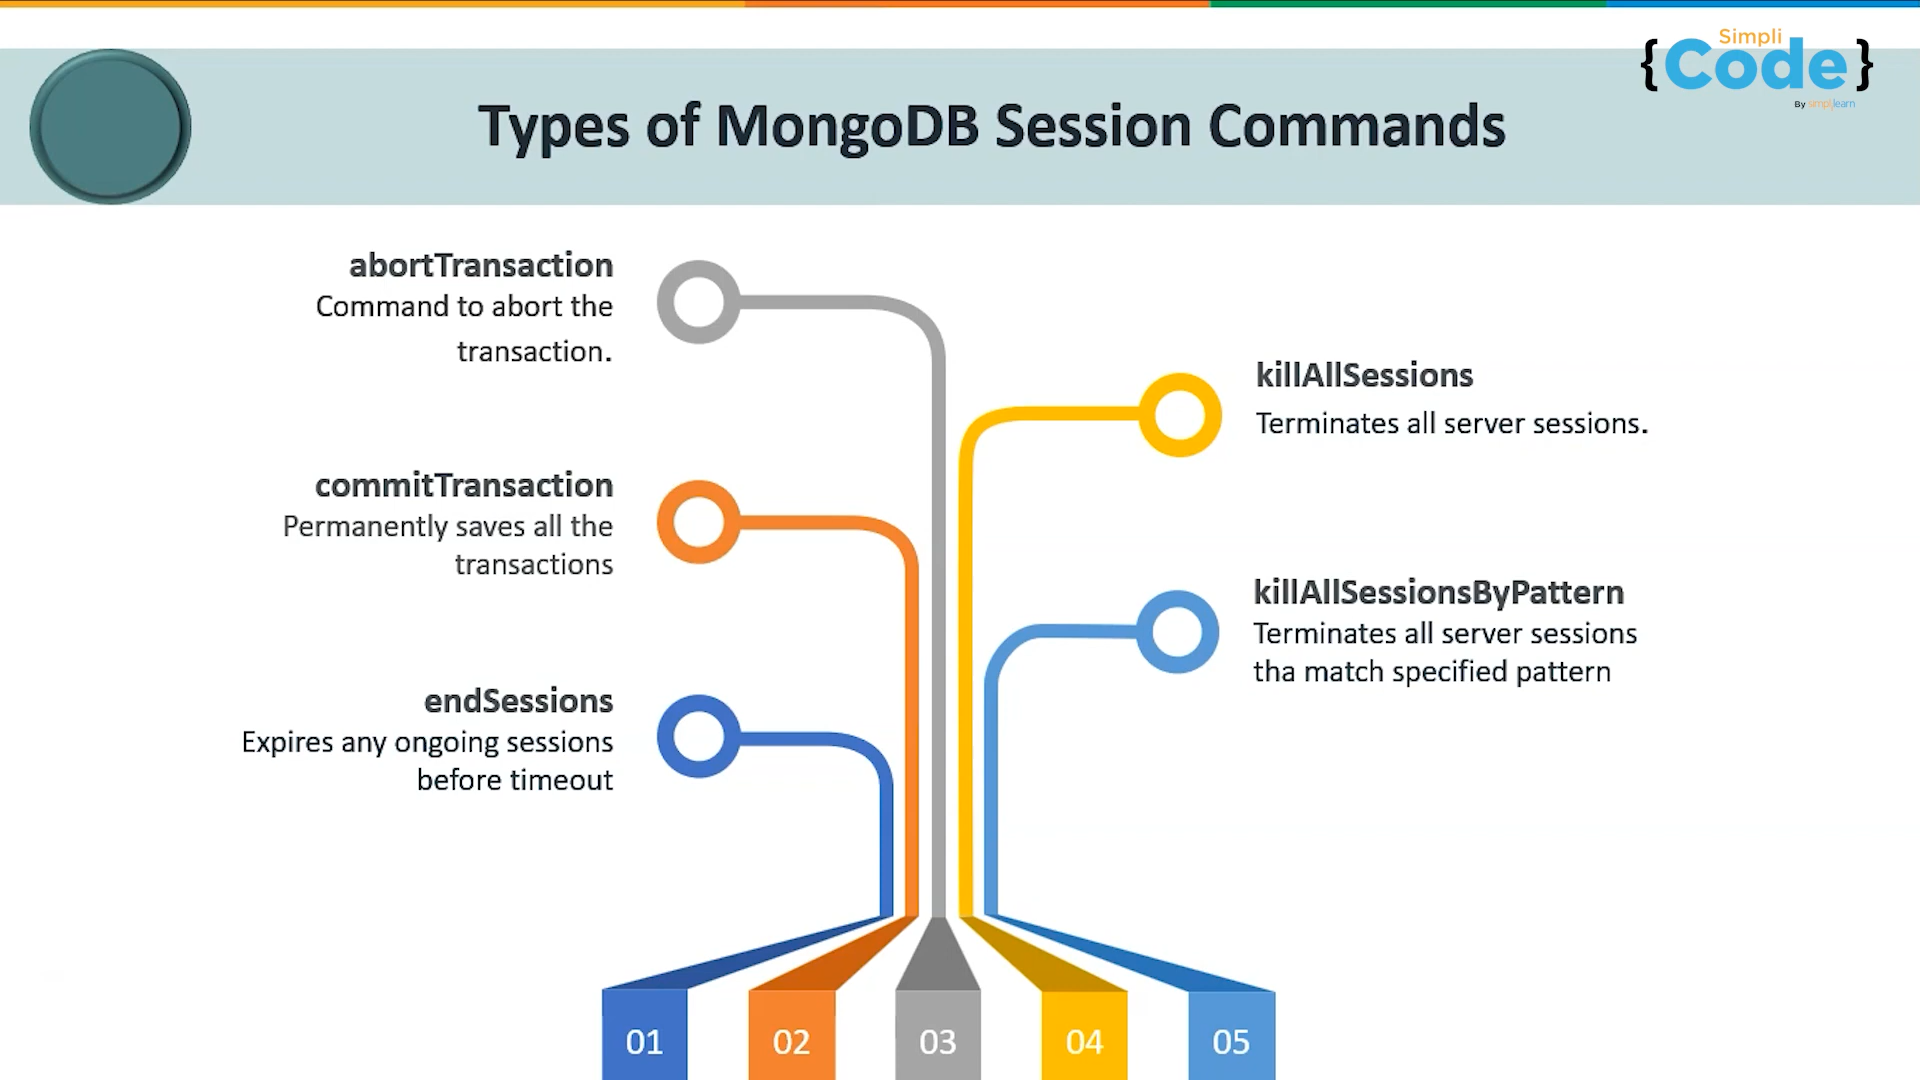 Simpli
{Code}
By simplilearn
Types of MongoDB Session Commands
abortTransaction
Command to abort the
transaction.
commitTransaction
Permanently saves all the
transactions
endSessions
Expires any ongoing sessions
before timeout
killAllSessions
Terminates all server sessions.
killAllSessionsByPattern
Terminates all server sessions
tha match specified pattern
01 02 03 04 05